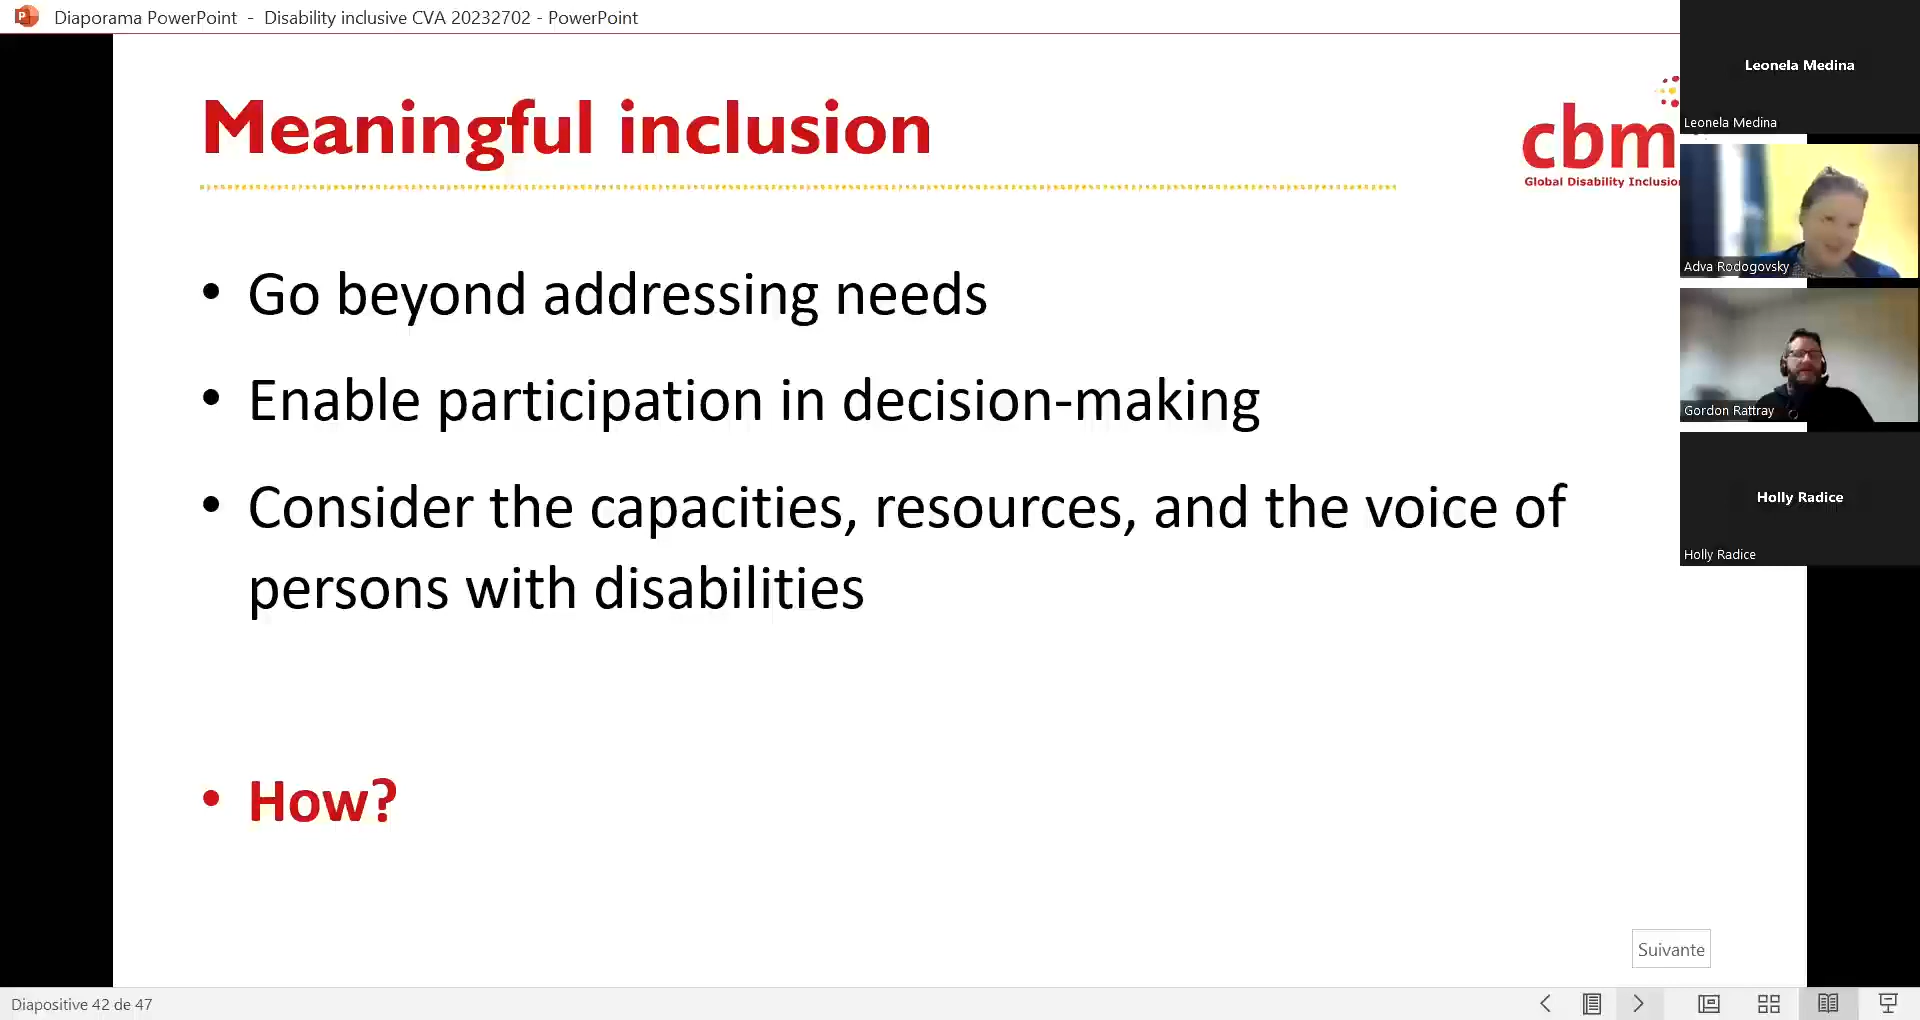 Diaporama PowerPoint - Disability inclusive CVA 20232702 - PowerPoint
Meaningful inclusion
cbm
Global Disability Inclusion
• Go beyond addressing needs
• Enable participation in decision-making
• Consider the capacities, resources, and the voice of
persons with disabilities
• How?
Suivante
Diapositive 42 de 47
Leonela Medina
Leonela Medina
Adva Rodogovsky
Gordon Rattray
Holly Radice
Holly Radice